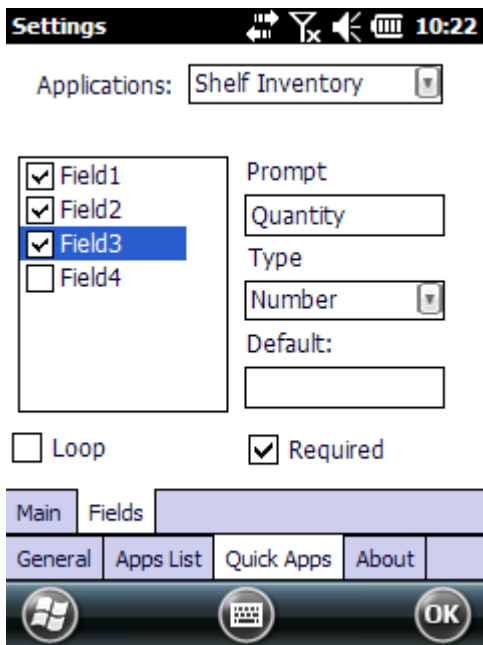 Settings 10:22
Applications: Shelf Inventory
Field1
Field2
Field3
Field4
Prompt
Quantity
Type
Number
Default:
Loop
Required
Main Fields
General Apps List Quick Apps About
OK